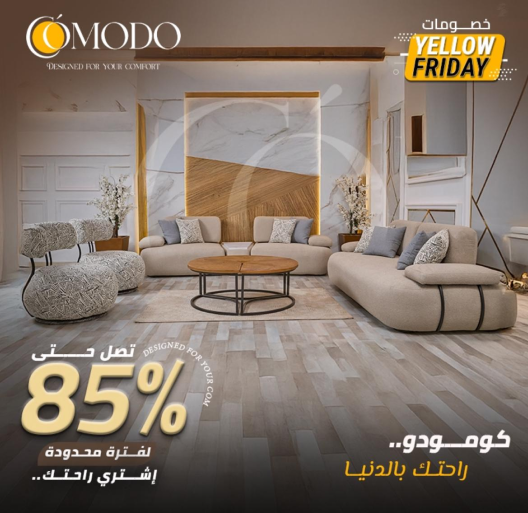 CÓMODO
DESIGNED FOR YOUR COMFORT
خصومات
YELLOW
FRIDAY
تصل حتى
85%
DESIGNED FOR YOUR COM
لفترة محدودة
إشتري راحتك..
كومودو..
راحتك بالدنيا